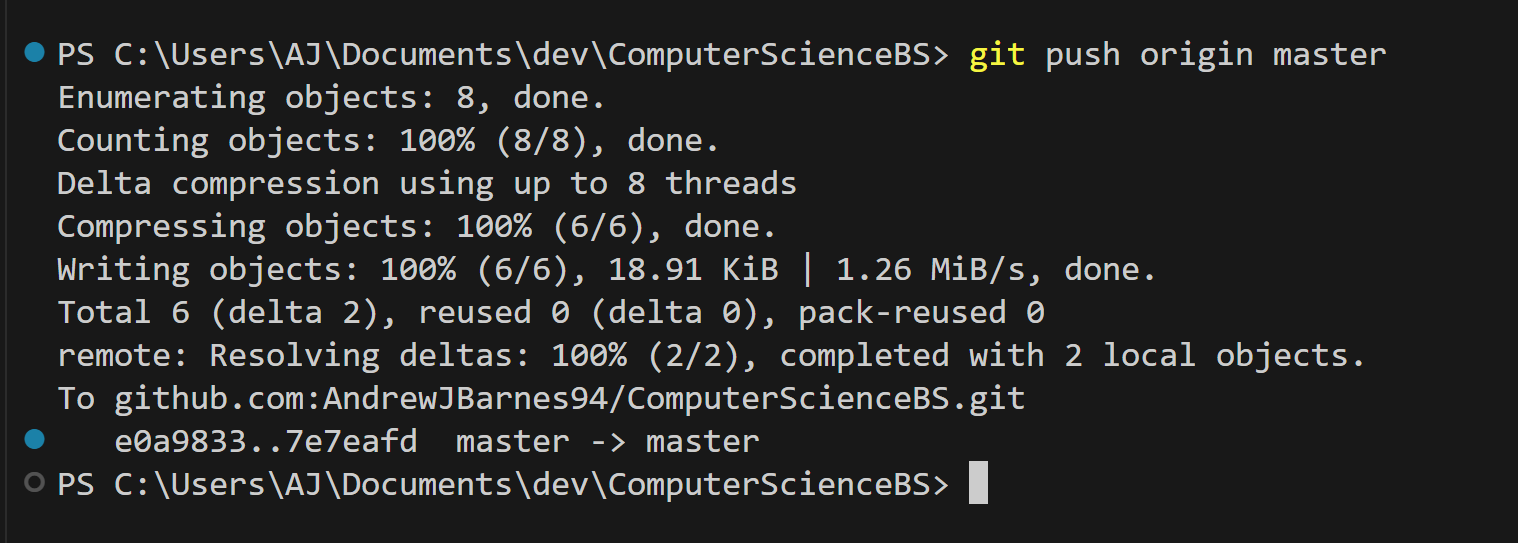 PS C:\Users\AJ\Documents\dev\ComputerScienceBS> git push origin master
Enumerating objects: 8, done.
Counting objects: 100% (8/8), done.
Delta compression using up to 8 threads
Compressing objects: 100% (6/6), done.
Writing objects: 100% (6/6), 18.91 KiB | 1.26 MiB/s, done.
Total 6 (delta 2), reused 0 (delta 0), pack-reused 0
remote: Resolving deltas: 100% (2/2), completed with 2 local objects.
To github.com:AndrewJBarnes94/ComputerScienceBS.git
   e0a9833..7e7eafd  master -> master
PS C:\Users\AJ\Documents\dev\ComputerScienceBS>